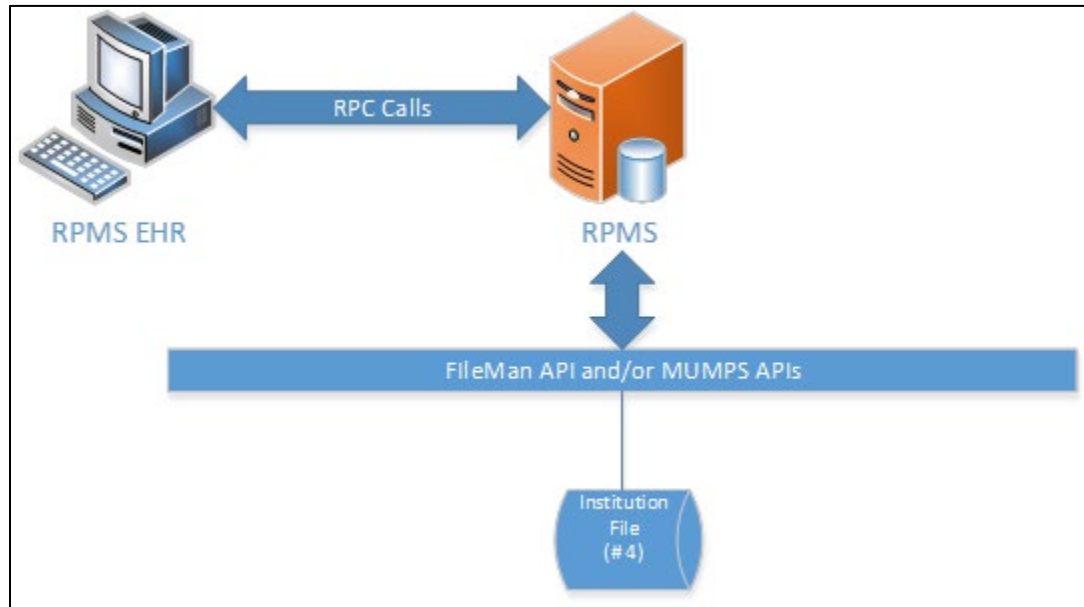 RPC Calls
RPMS EHR
RPMS
FIleMan API and/or MUMPS APIs
Institution
File
(#4)